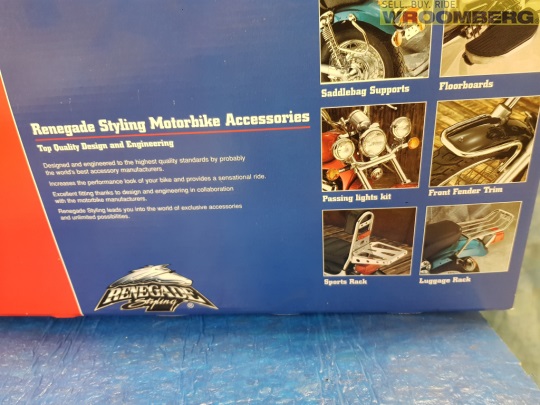 SELL. BUY. RIDE
WROOMBERG
Saddlebag Supports
Floorboards
Renegade Styling Motorbike Accessories
Top Quality Design and Engineering
Designed and engineered to the highest quality standards by probably
the world's best accessory manufacturers.
Increases the performance look of your bike and provides a sensational ride.
Excellent fitting thanks to design and engineering in collaboration
with the motorbike manufacturers.
Renegade Styling leads you into the world of exclusive accessories
and unlimited possibilities.
Passing lights kit
Front Fender Trim
Sports Rack
Luggage Rack
RENEGADE
Styling